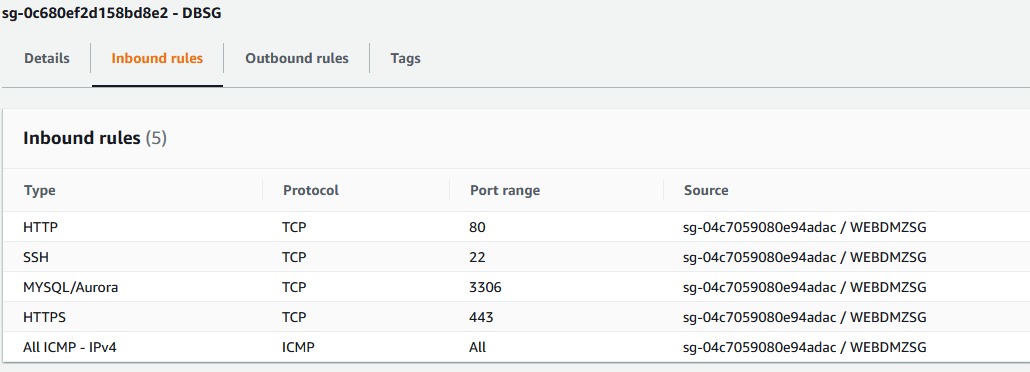 sg-0c680ef2d158bd8e2 - DBSG
Details Inbound rules Outbound rules Tags
Inbound rules (5)
Type Protocol Port range Source
HTTP TCP 80 sg-04c7059080e94adac / WEBDMZSG
SSH TCP 22 sg-04c7059080e94adac / WEBDMZSG
MYSQL/Aurora TCP 3306 sg-04c7059080e94adac / WEBDMZSG
HTTPS TCP 443 sg-04c7059080e94adac / WEBDMZSG
All ICMP - IPv4 ICMP All sg-04c7059080e94adac / WEBDMZSG